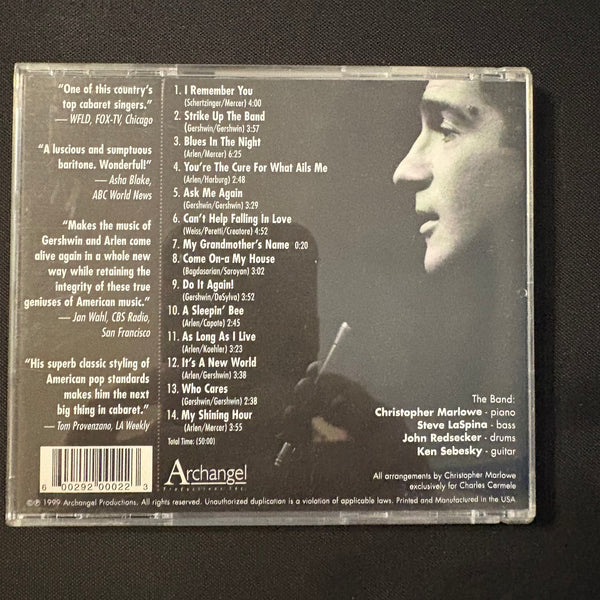 “One of this country’s
top cabaret singers.”
— WFLD, FOX-TV, Chicago
“A luscious and sumptuous
baritone. Wonderful!”
— Asha Blake,
ABC World News
“Makes the music of
Gershwin and Arlen come
alive again in a whole new
way while retaining the
integrity of these true
geniuses of American music.”
— Jan Wahl, CBS Radio,
San Francisco
“His superb classic styling of
American pop standards
makes him the next
big thing in cabaret.”
— Tom Provenzano, LA Weekly
1. I Remember You
(Schertzinger/Mercer) 4:00
2. Strike Up The Band
(Gershwin/Gershwin) 3:57
3. Blues In The Night
(Arlen/Mercer) 6:25
4. You’re The Cure For What Ails Me
(Arlen/Harburg) 2:48
5. Ask Me Again
(Gershwin/Gershwin) 3:29
6. Can’t Help Falling In Love
(Weiss/Peretti/Creatore) 4:52
7. My Grandmother’s Name 0:20
8. Come On-a My House
(Bagdasarian/Saroyan) 3:02
9. Do It Again!
(Gershwin/DeSylva) 3:52
10. A Sleepin’ Bee
(Arlen/Capote) 2:45
11. As Long As I Live
(Arlen/Koehler) 3:23
12. It’s A New World
(Arlen/Gershwin) 3:38
13. Who Cares
(Gershwin/Gershwin) 2:38
14. My Shining Hour
(Arlen/Mercer) 3:55
Total Time: (50:00)
The Band:
Christopher Marlowe - piano
Steve LaSpina - bass
John Redsecker - drums
Ken Sebesky - guitar
All arrangements by Christopher Marlowe
exclusively for Charles Cermele
6 00292 00022 3
Archangel
Productions Inc.
©℗ 1999 Archangel Productions. All rights reserved. Unauthorized duplication is a violation of applicable laws. Printed and Manufactured in the USA